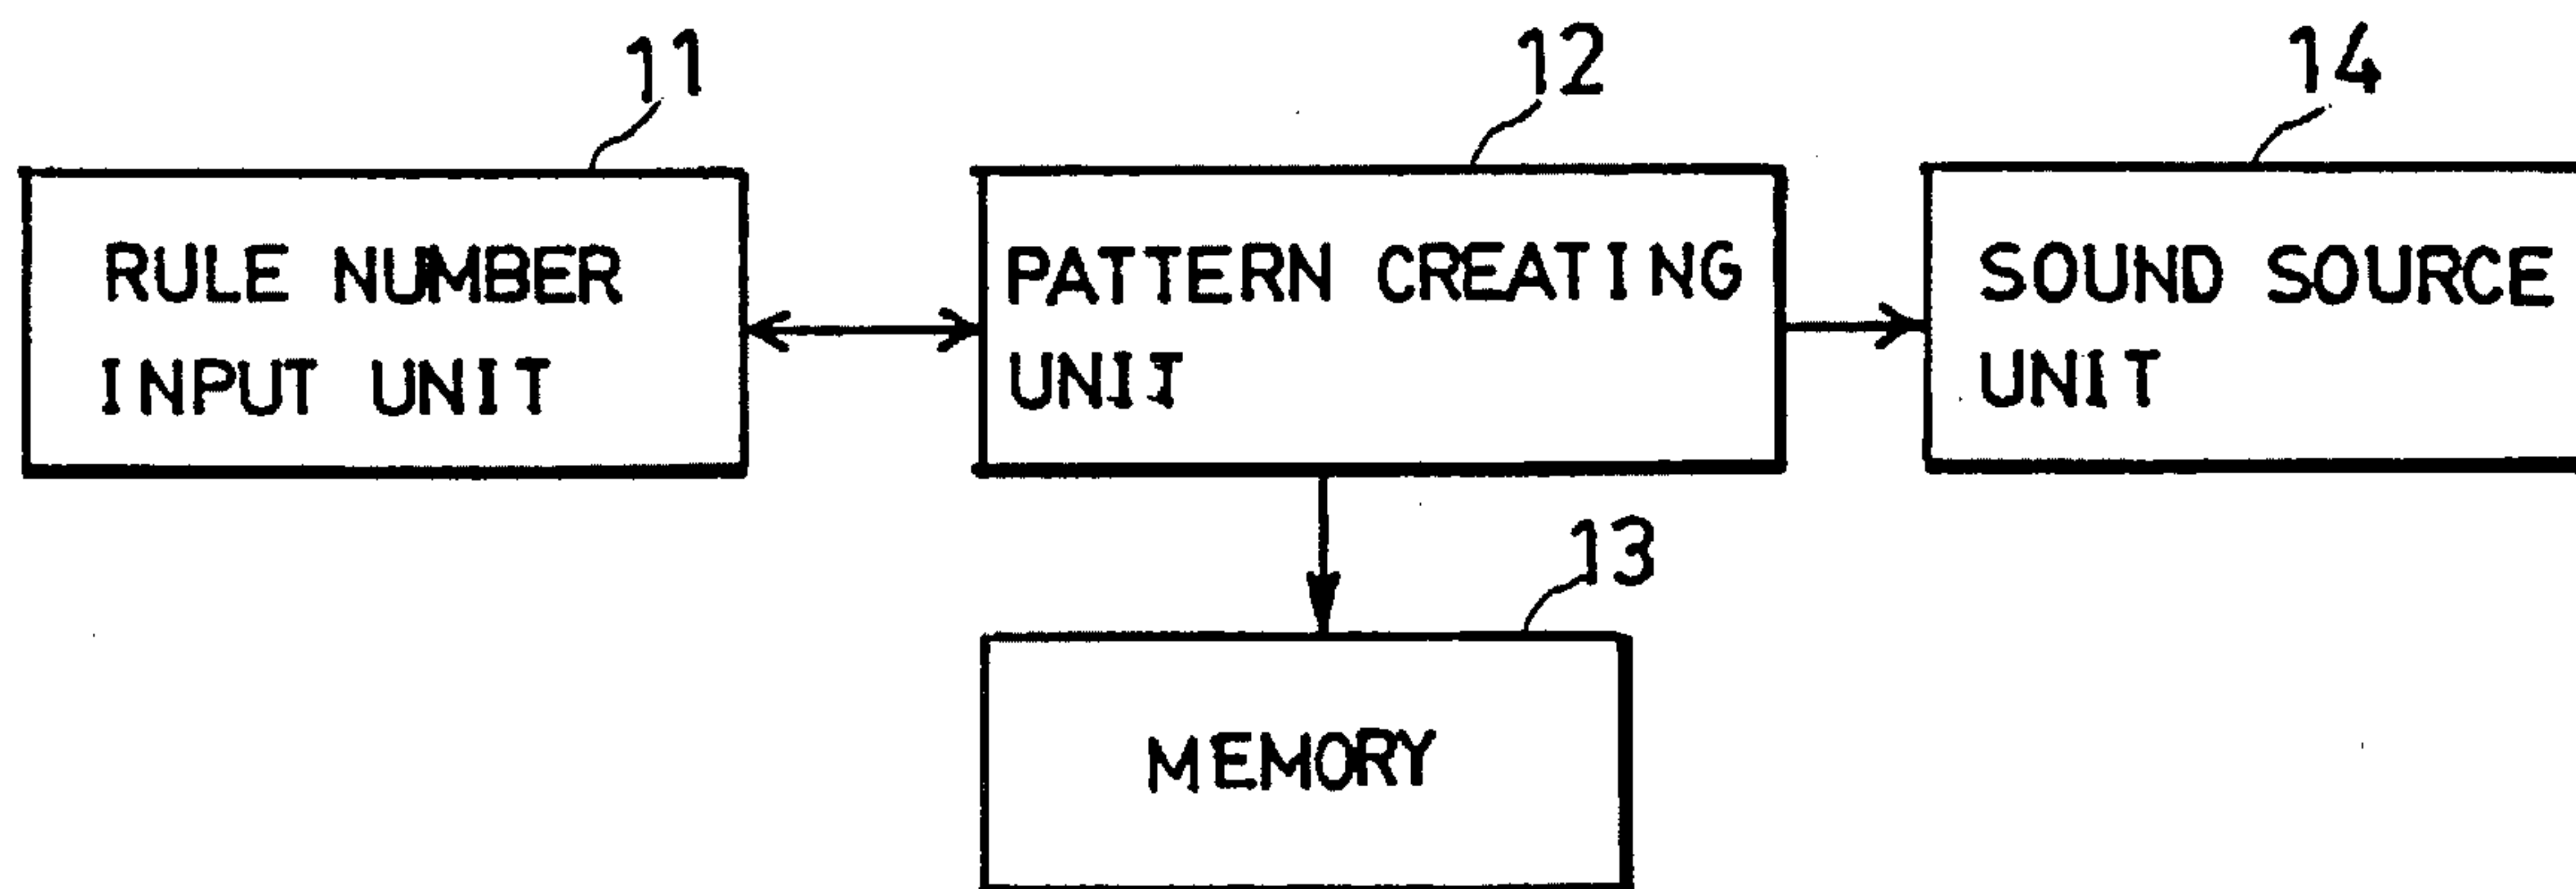 11
12
14
RULE NUMBER
INPUT UNIT
PATTERN CREATING
UNIT
SOUND SOURCE
UNIT
13
MEMORY